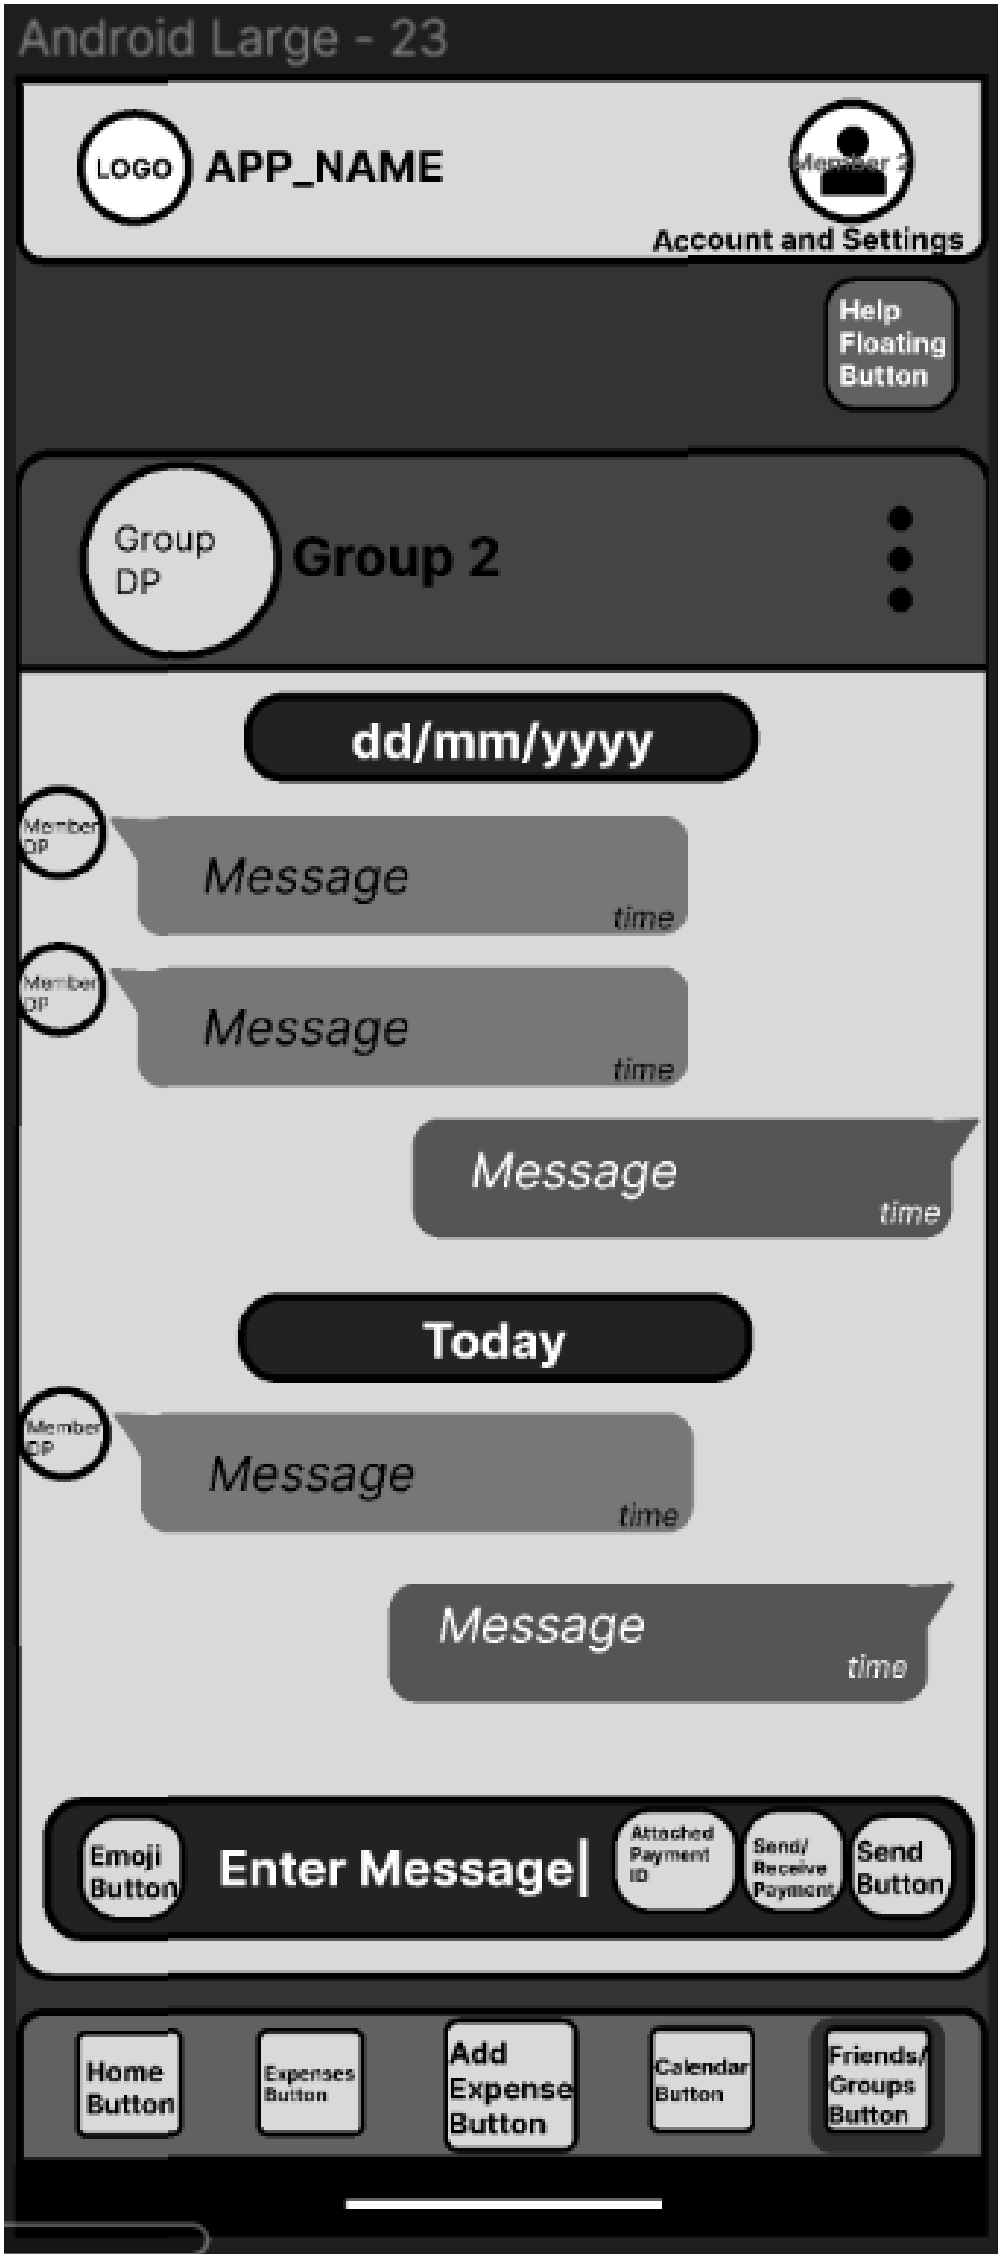 Android Large - 23
LOGO
APP_NAME
Member 2
Account and Settings
Help
Floating
Button
Group
DP
Group 2
dd/mm/yyyy
Member
DP
Message
time
Member
DP
Message
time
Message
time
Today
Member
DP
Message
time
Message
time
Emoji
Button
Enter Message
Attached
Payment
ID
Send/
Receive
Payment
Send
Button
Home
Button
Expenses
Button
Add
Expense
Button
Calendar
Button
Friends/
Groups
Button